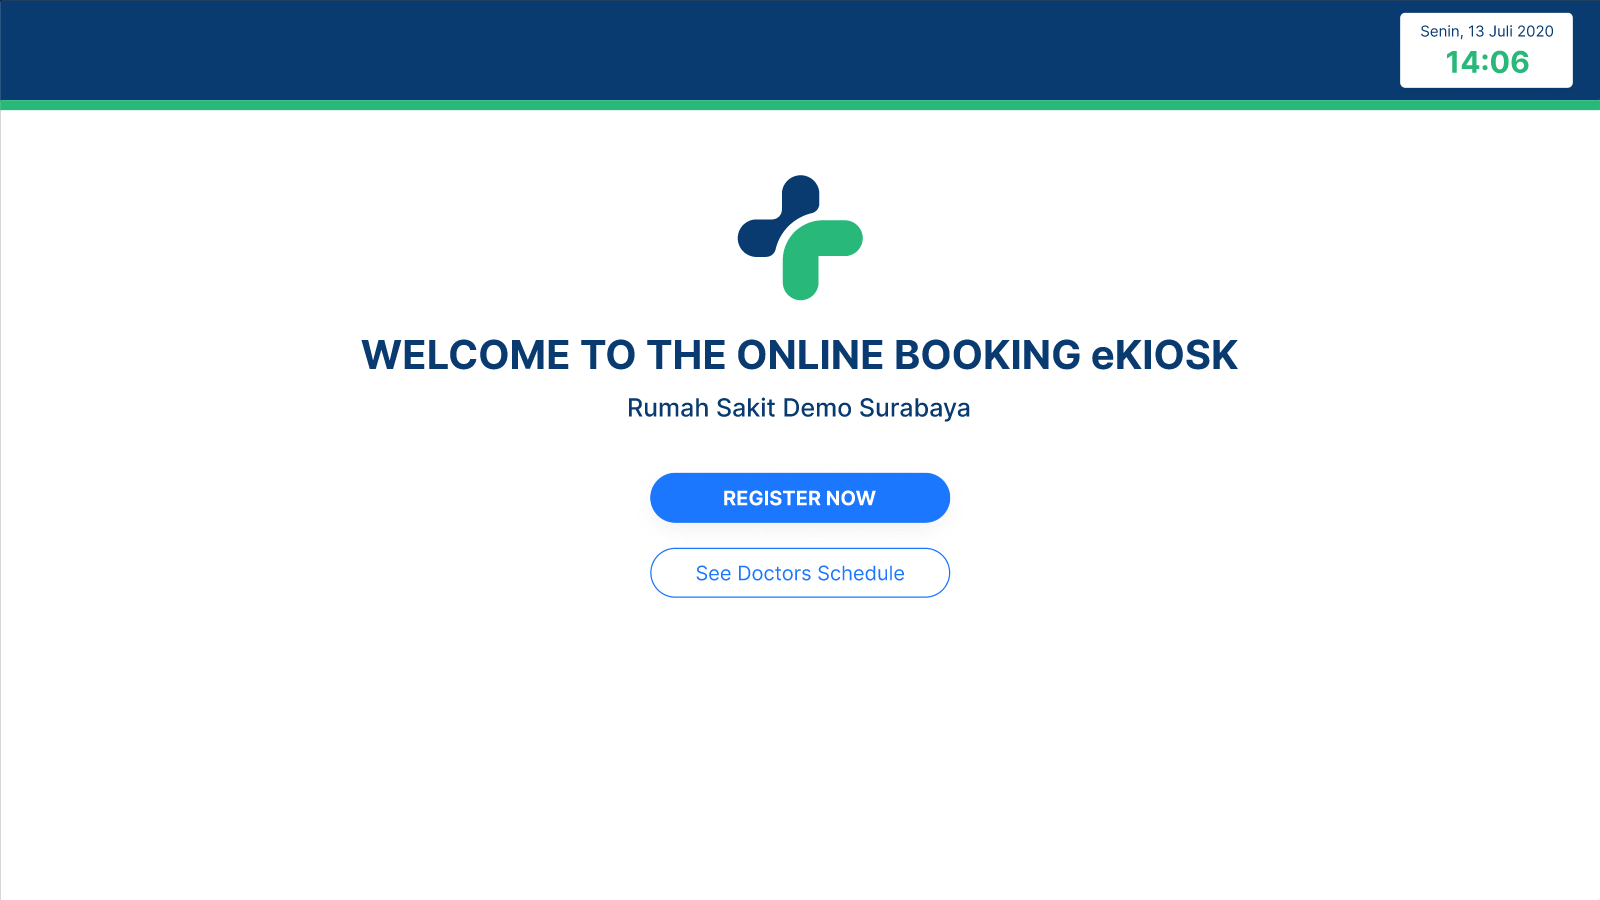 Senin, 13 Juli 2020
14:06
WELCOME TO THE ONLINE BOOKING eKIOSK
Rumah Sakit Demo Surabaya
REGISTER NOW
See Doctors Schedule